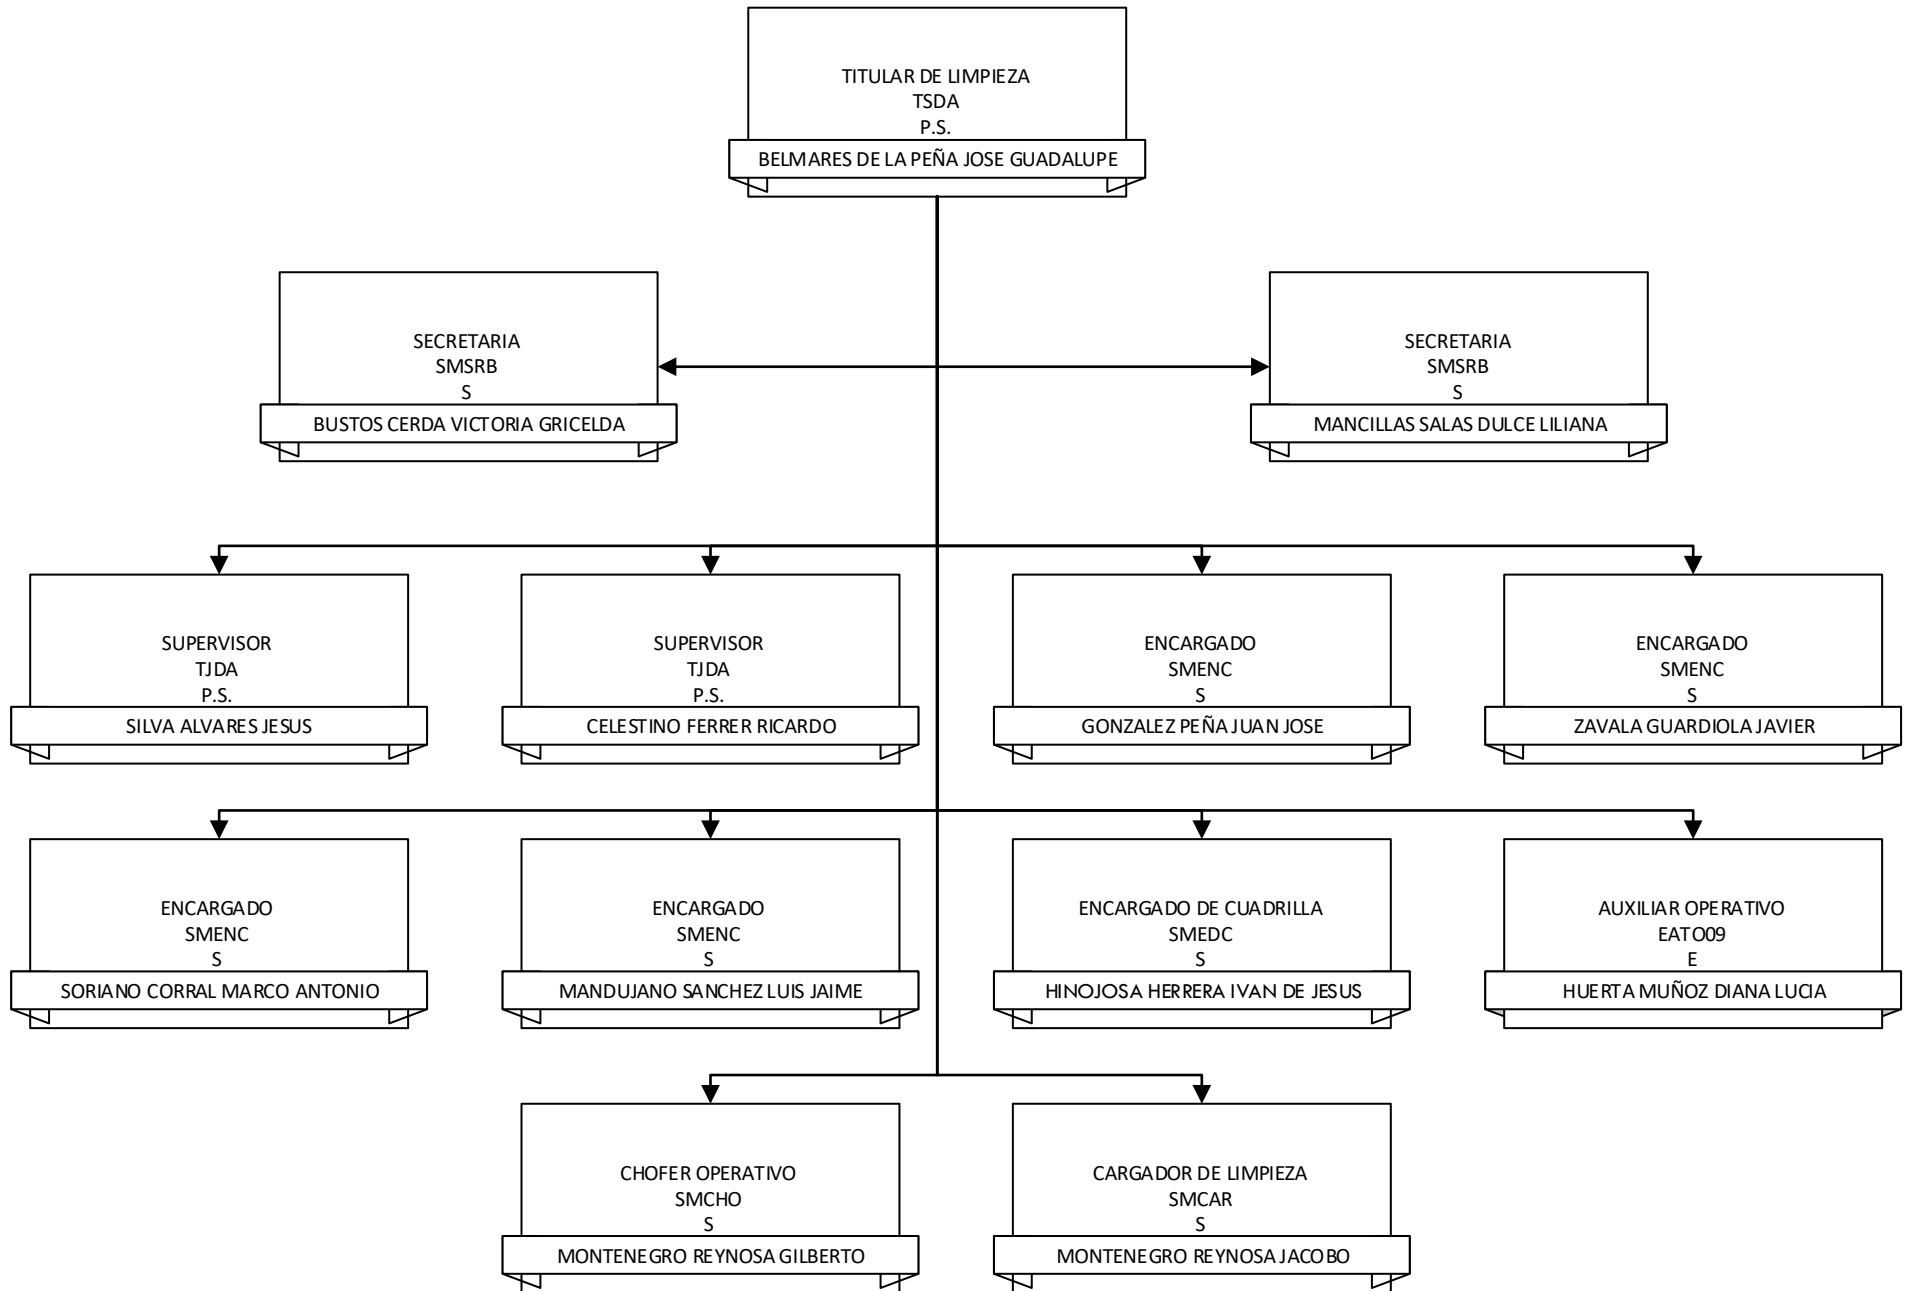 TITULAR DE LIMPIEZA
TSDA
P.S.
BELMARES DE LA PEÑA JOSE GUADALUPE
SECRETARIA
SMSRB
S
BUSTOS CERDA VICTORIA GRICELDA
SECRETARIA
SMSRB
S
MANCILLAS SALAS DULCE LILIANA
SUPERVISOR
TJDA
P.S.
SILVA ALVARES JESUS
SUPERVISOR
TJDA
P.S.
CELESTINO FERRER RICARDO
ENCARGADO
SMENC
S
GONZALEZ PEÑA JUAN JOSE
ENCARGADO
SMENC
S
ZAVALA GUARDIOLA JAVIER
ENCARGADO
SMENC
S
SORIANO CORRAL MARCO ANTONIO
ENCARGADO
SMENC
S
MANDUJANO SANCHEZ LUIS JAIME
ENCARGADO DE CUADRILLA
SMEDC
S
HINOJOSA HERRERA IVAN DE JESUS
AUXILIAR OPERATIVO
EATO09
E
HUERTA MUÑOZ DIANA LUCIA
CHOFER OPERATIVO
SMCHO
S
MONTENEGRO REYNOSA GILBERTO
CARGADOR DE LIMPIEZA
SMCAR
S
MONTENEGRO REYNOSA JACOBO